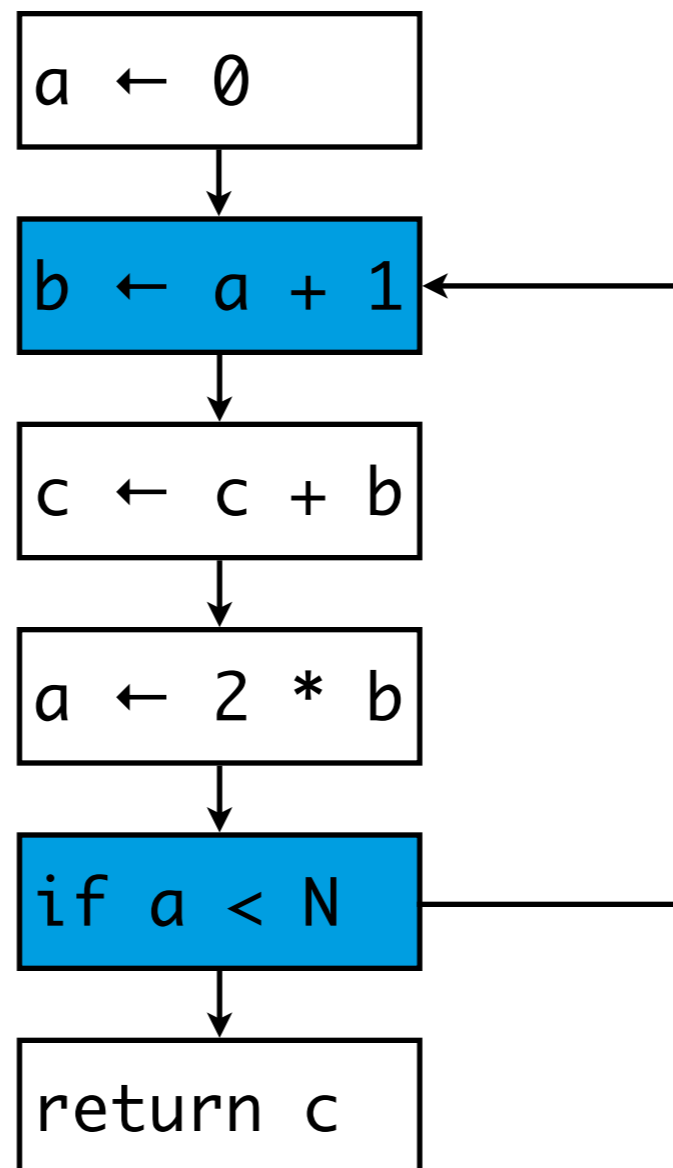 a ← 0
b ← a + 1
c ← c + b
a ← 2 * b
if a < N
return c